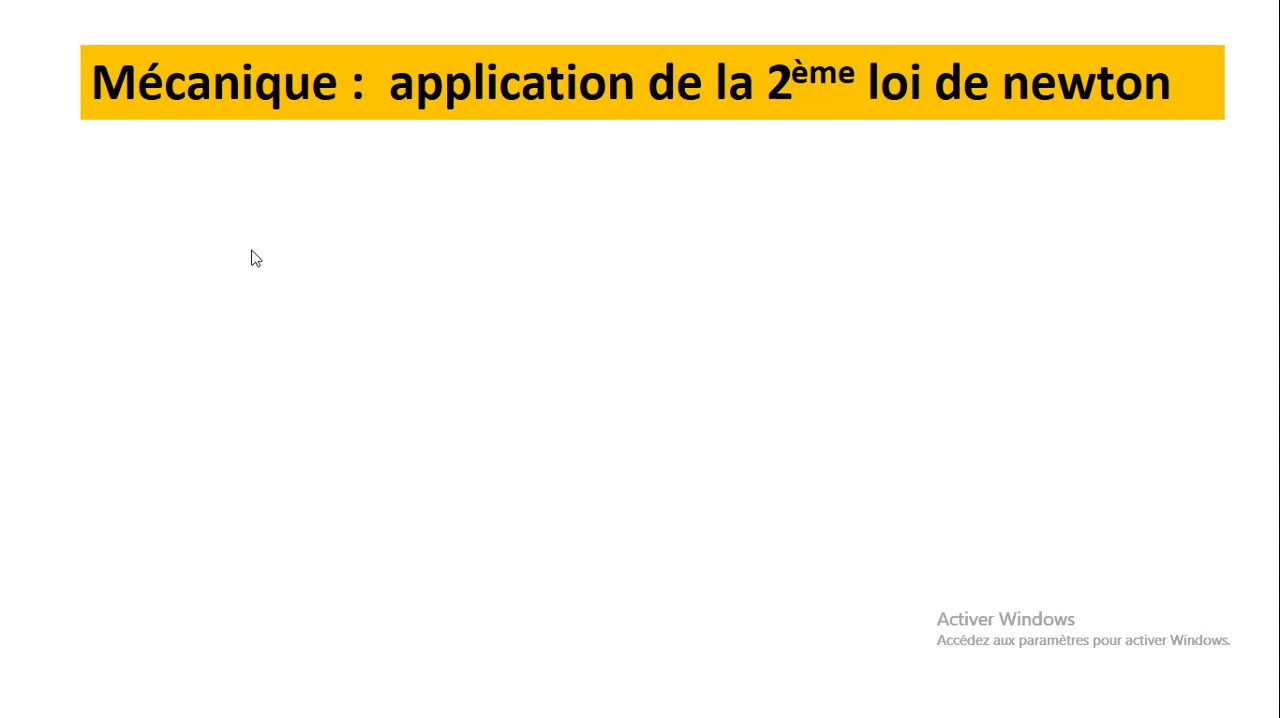 Mécanique :  application de la 2ème loi de newton
Activer Windows
Accédez aux paramètres pour activer Windows.